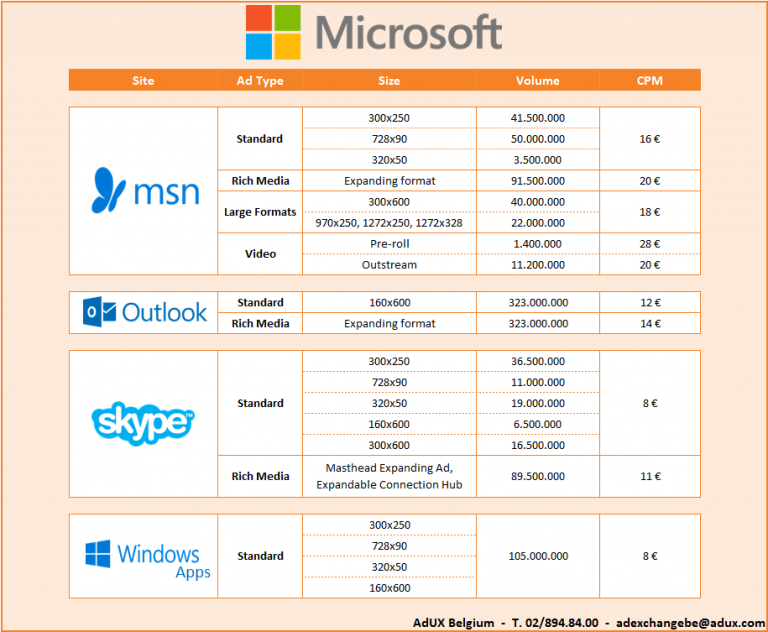 Microsoft
Site Ad Type Size Volume CPM
msn
Standard 300x250 41.500.000 16 €
728x90 50.000.000
320x50 3.500.000
Rich Media Expanding format 91.500.000 20 €
Large Formats 300x600 40.000.000 18 €
970x250, 1272x250, 1272x328 22.000.000
Video Pre-roll 1.400.000 28 €
Outstream 11.200.000 20 €
Outlook
Standard 160x600 323.000.000 12 €
Rich Media Expanding format 323.000.000 14 €
skype™
Standard 300x250 36.500.000 8 €
728x90 11.000.000
320x50 19.000.000
160x600 6.500.000
300x600 16.500.000
Rich Media Masthead Expanding Ad, 89.500.000 11 €
Expandable Connection Hub
Windows
Apps
Standard 300x250 105.000.000 8 €
728x90
320x50
160x600
AdUX Belgium - T. 02/894.84.00 - adexchangebe@adux.com